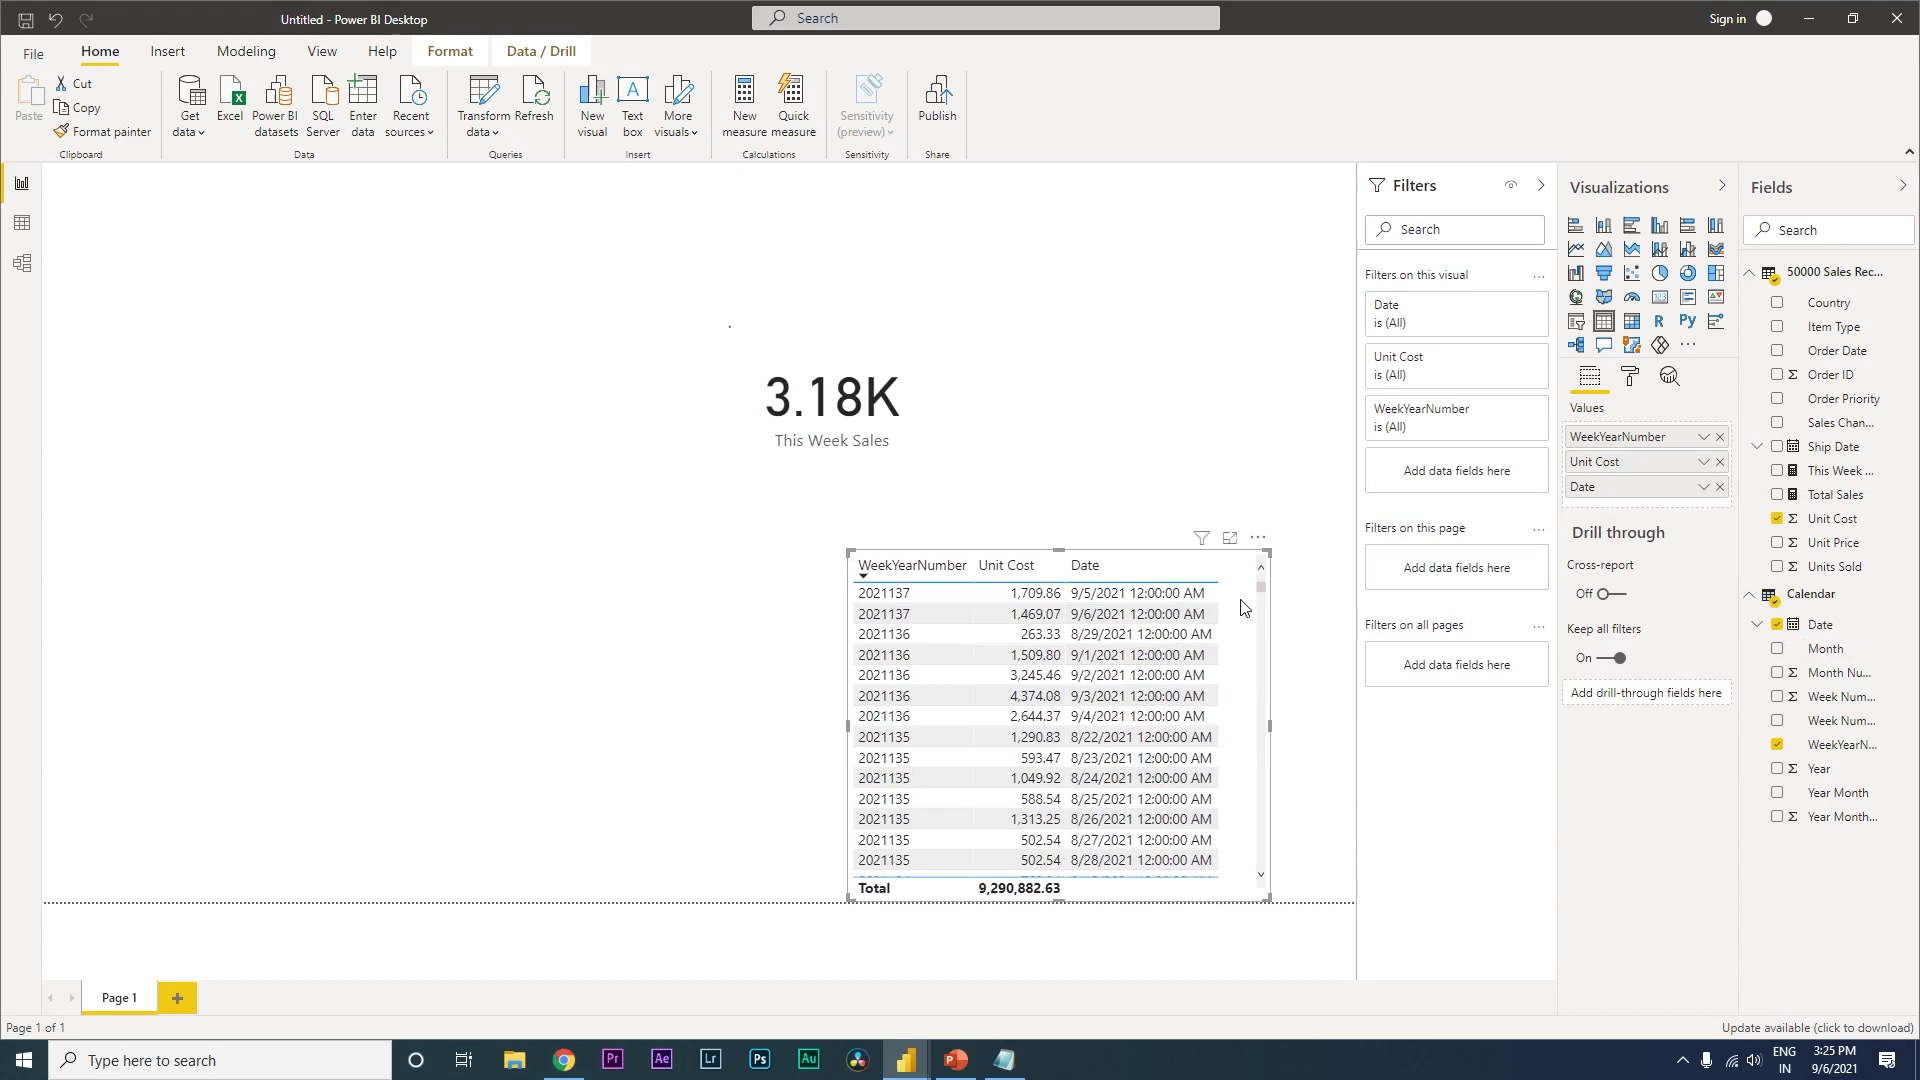 Untitled - Power BI Desktop
Search
Sign in
File
Home
Insert
Modeling
View
Help
Format
Data / Drill
Paste
Cut
Copy
Format painter
Clipboard
Get data
Excel
Power BI datasets
SQL Server
Enter data
Recent sources
Data
Transform data
Refresh
Queries
New visual
Text box
More visuals
Insert
New measure
Quick measure
Calculations
Sensitivity (preview)
Sensitivity
Publish
Share
3.18K
This Week Sales
WeekYearNumber Unit Cost Date
2021137 1,709.86 9/5/2021 12:00:00 AM
2021137 1,469.07 9/6/2021 12:00:00 AM
2021136 263.33 8/29/2021 12:00:00 AM
2021136 1,509.80 9/1/2021 12:00:00 AM
2021136 3,245.46 9/2/2021 12:00:00 AM
2021136 4,374.08 9/3/2021 12:00:00 AM
2021136 2,644.37 9/4/2021 12:00:00 AM
2021135 1,290.83 8/22/2021 12:00:00 AM
2021135 593.47 8/23/2021 12:00:00 AM
2021135 1,049.92 8/24/2021 12:00:00 AM
2021135 588.54 8/25/2021 12:00:00 AM
2021135 1,313.25 8/26/2021 12:00:00 AM
2021135 502.54 8/27/2021 12:00:00 AM
2021135 502.54 8/28/2021 12:00:00 AM
Total 9,290,882.63
Filters
Search
Filters on this visual ...
Date
is (All)
Unit Cost
is (All)
WeekYearNumber
is (All)
Add data fields here
Filters on this page ...
Add data fields here
Filters on all pages ...
Add data fields here
Visualizations
R
Py
123
...
Values
WeekYearNumber
Unit Cost
Date
Drill through
Cross-report
Off
Keep all filters
On
Add drill-through fields here
Fields
Search
50000 Sales Rec...
Country
Item Type
Order Date
Σ Order ID
Order Priority
Sales Chan...
Ship Date
This Week ...
Total Sales
Σ Unit Cost
Σ Unit Price
Σ Units Sold
Calendar
Date
Month
Σ Month Nu...
Σ Week Num...
Week Num...
WeekYearN...
Σ Year
Year Month
Σ Year Month...
Page 1
Page 1 of 1
Update available (click to download)
Type here to search
Pr
Ae
Lr
Ps
Au
ENG
IN
3:25 PM
9/6/2021